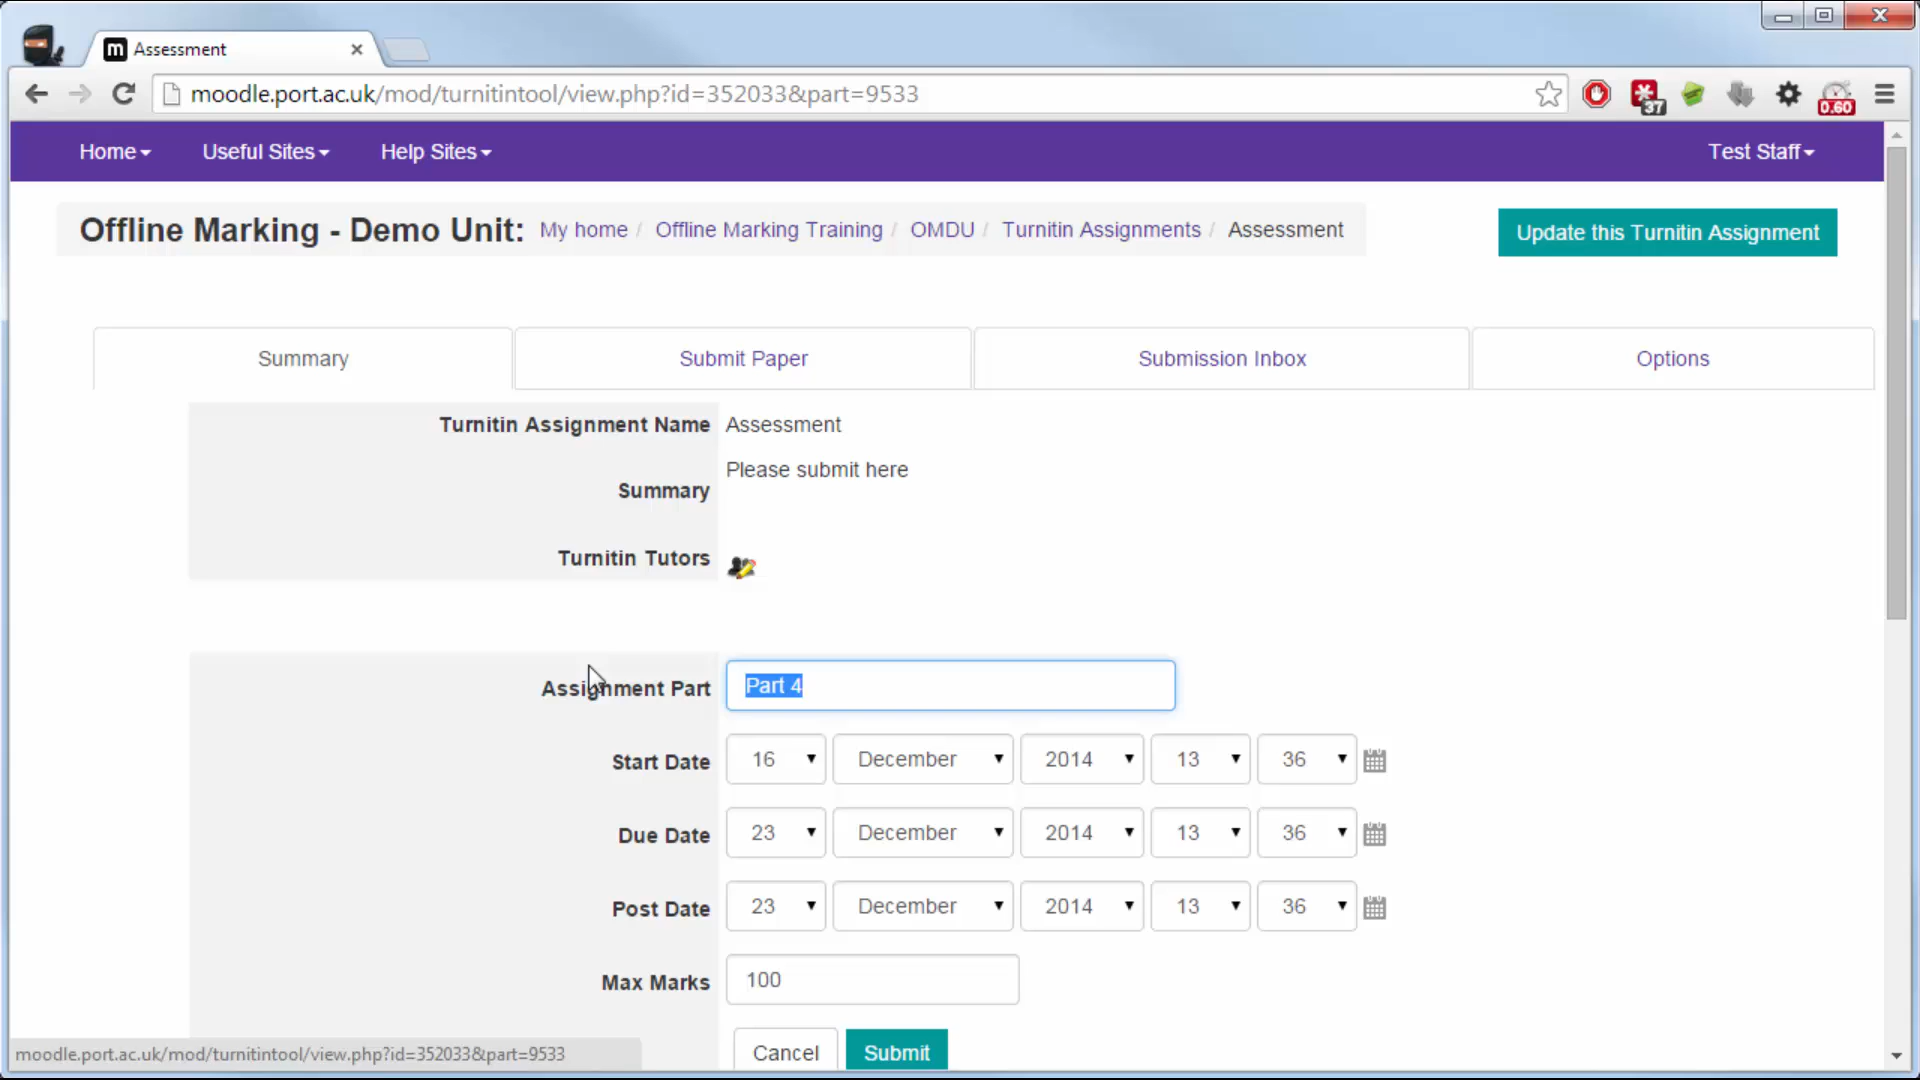 Assessment
moodle.port.ac.uk/mod/turnitintool/view.php?id=352033&part=9533
37
0.60
Home Useful Sites Help Sites Test Staff
Offline Marking - Demo Unit: My home / Offline Marking Training / OMDU / Turnitin Assignments / Assessment
Update this Turnitin Assignment
Summary Submit Paper Submission Inbox Options
Turnitin Assignment Name Assessment
Please submit here
Summary
Turnitin Tutors
Assignment Part Part 4
Start Date 16 December 2014 13 36
Due Date 23 December 2014 13 36
Post Date 23 December 2014 13 36
Max Marks 100
Cancel Submit
moodle.port.ac.uk/mod/turnitintool/view.php?id=352033&part=9533